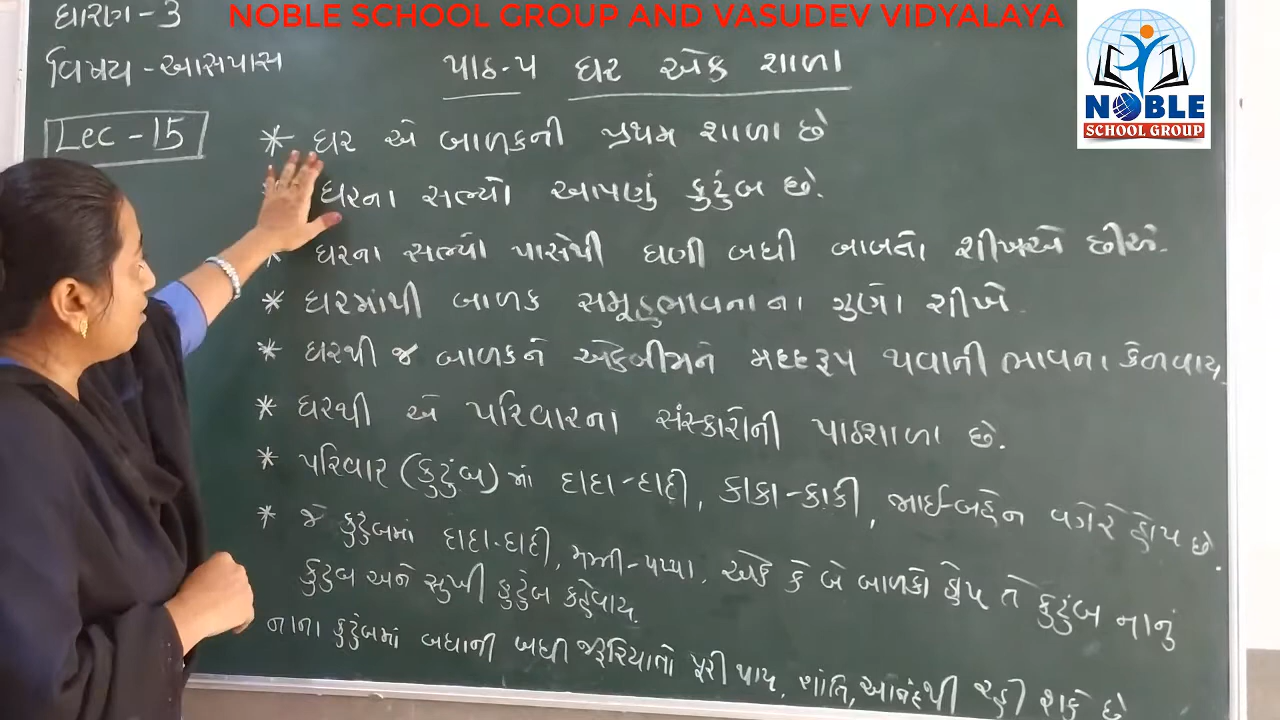 NOBLE SCHOOL GROUP AND VASUDEV VIDYALAYA
ધોરણ - 3
વિષય - આસપાસ
Lec - 15
પાઠ - ૫ ઘર એક શાળા
NOBLE
SCHOOL GROUP
* ઘર એ બાળકની પ્રથમ શાળા છે
ઘરના સભ્યો આપણું કુટુંબ છે.
* ઘરના સભ્યો પાસેથી ઘણી બધી બાબતો શીખએ છીએ.
* ઘરમાંથી બાળક સમૂહભાવનાના ગુણો શીખે.
* ઘરથી જ બાળકને એકબીજાને મદદરૂપ થવાની ભાવના કેળવાય.
* ઘરથી એ પરિવારના સંસ્કારોની પાઠશાળા છે.
* પરિવાર (કુટુંબ) માં દાદા-દાદી, કાકા-કાકી, ભાઈ-બહેન વગેરે હોય છે.
* જે કુટુંબમાં દાદા-દાદી, મમ્મી-પપ્પા, એક કે બે બાળકો હોય તે કુટુંબ નાનું
કુટુંબ અને સુખી કુટુંબ કહેવાય.
નાના કુટુંબમાં બધાની બધી જરૂરિયાતો પૂરી થાય, શાંતિ, આનંદથી રહી શકે છે